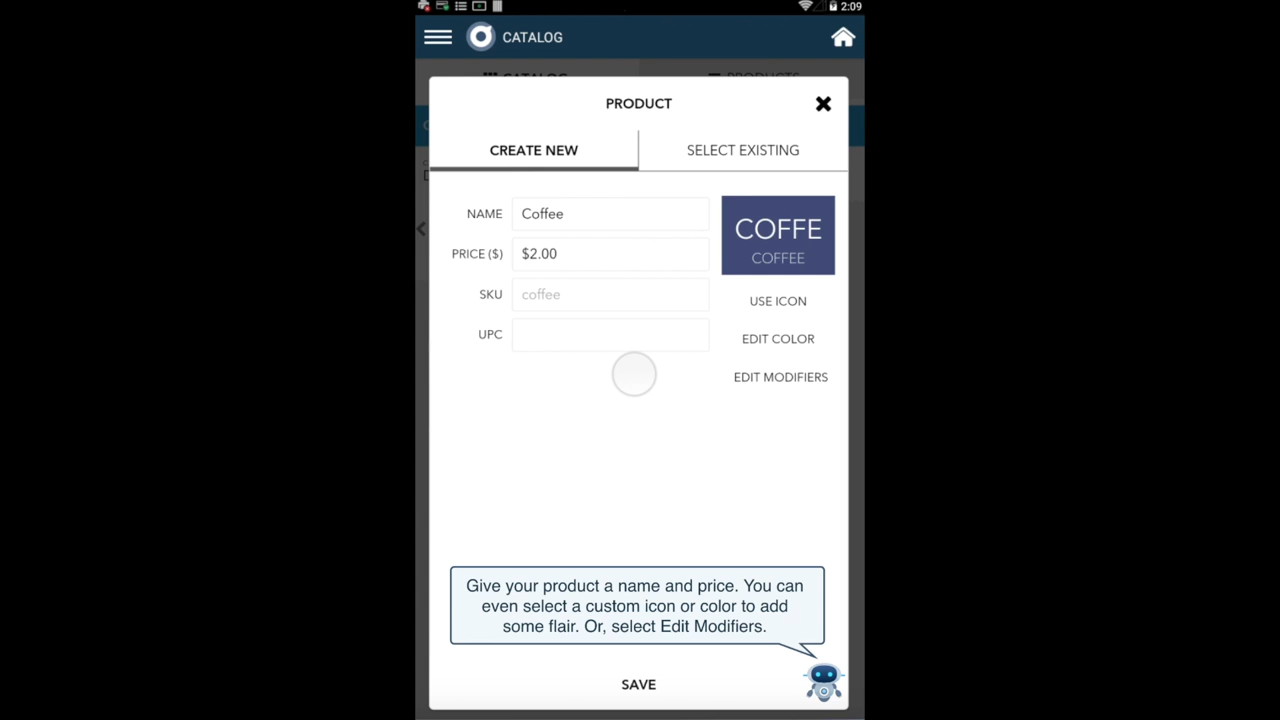 2:09
CATALOG
CATALOG
PRODUCTS
PRODUCT
CREATE NEW
SELECT EXISTING
NAME
Coffee
PRICE ($)
$2.00
SKU
coffee
UPC
COFFE
COFFEE
USE ICON
EDIT COLOR
EDIT MODIFIERS
Give your product a name and price. You can
even select a custom icon or color to add
some flair. Or, select Edit Modifiers.
SAVE